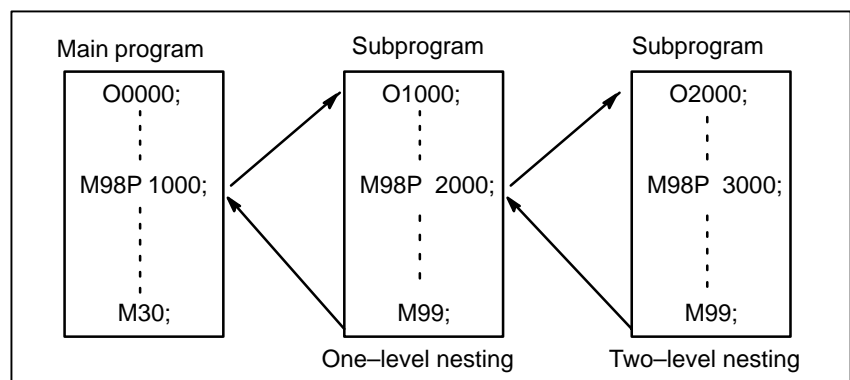 Main program
O0000;
M98P 1000;
M30;
Subprogram
O1000;
M98P 2000;
M99;
One–level nesting
Subprogram
O2000;
M98P 3000;
M99;
Two–level nesting